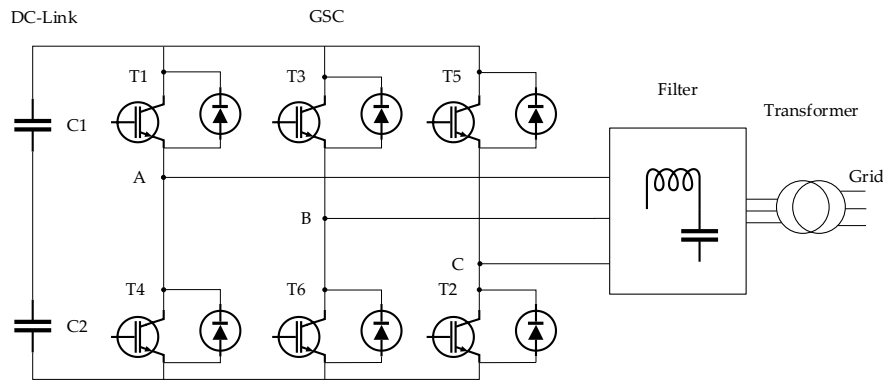 DC-Link
GSC
T1
T3
T5
C1
Filter
Transformer
A
Grid
B
C
T4
T6
T2
C2